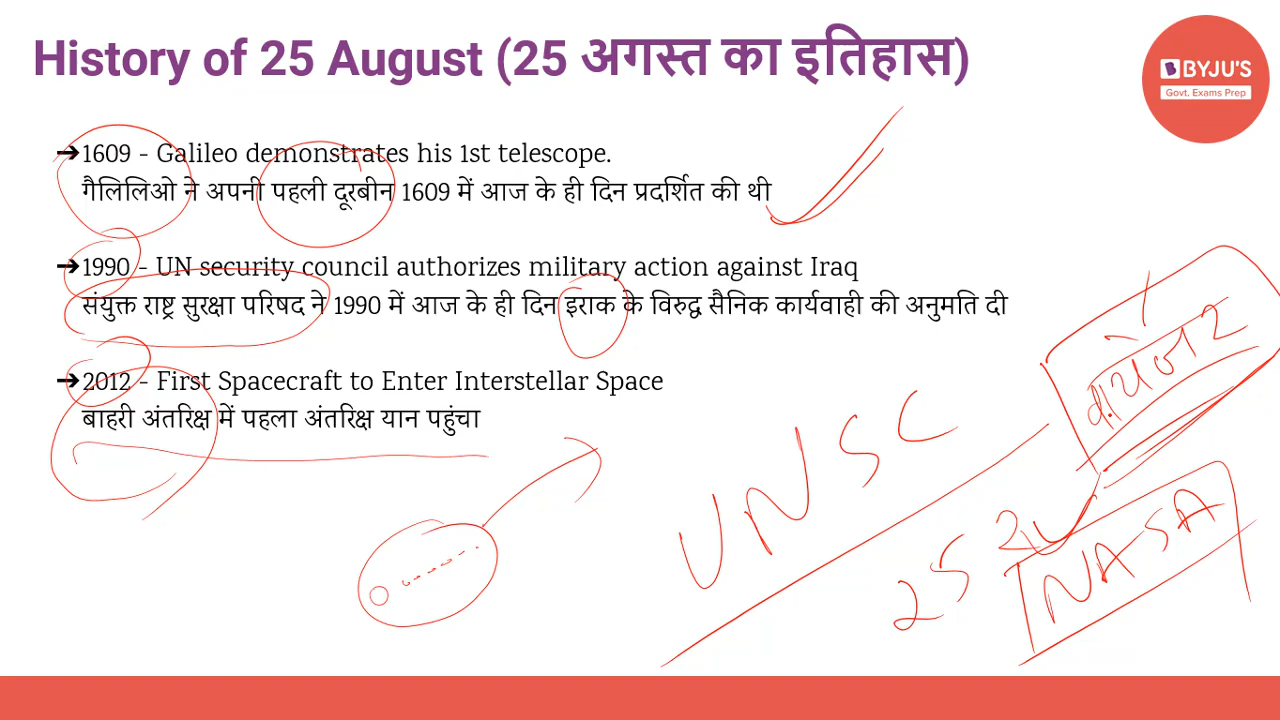 History of 25 August (25 अगस्त का इतिहास)
BYJU'S
Govt. Exams Prep
➔1609 - Galileo demonstrates his 1st telescope.
गैलिलिओ ने अपनी पहली दूरबीन 1609 में आज के ही दिन प्रदर्शित की थी
➔1990 - UN security council authorizes military action against Iraq
संयुक्त राष्ट्र सुरक्षा परिषद ने 1990 में आज के ही दिन इराक के विरुद्ध सैनिक कार्यवाही की अनुमति दी
➔2012 - First Spacecraft to Enter Interstellar Space
बाहरी अंतरिक्ष में पहला अंतरिक्ष यान पहुंचा
UNSC
25
NASA